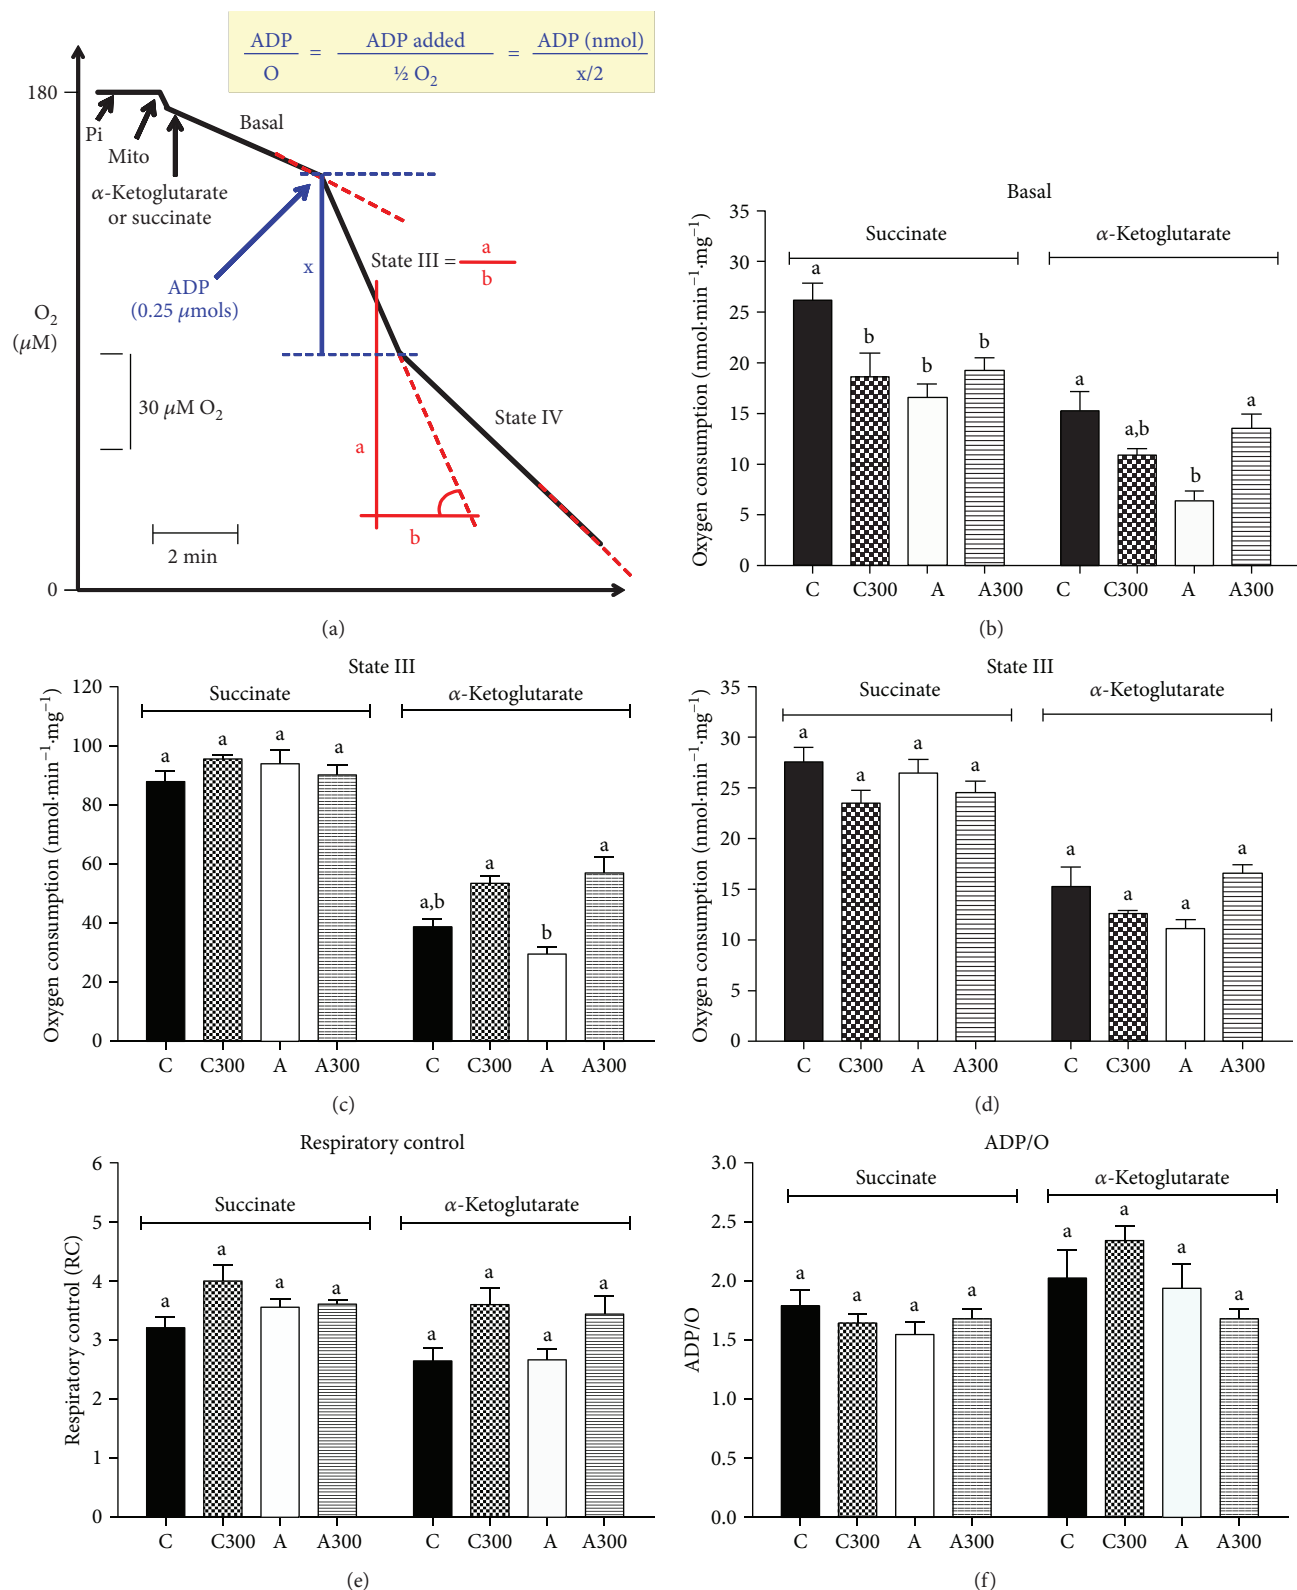 ADP / O = ADP added / ½ O₂ = ADP (nmol) / x/2
180
Pi
Mito
Basal
α-Ketoglutarate
or succinate
x
State III = a / b
ADP
(0.25 μmols)
O₂
(μM)
30 μM O₂
State IV
a
b
2 min
0
(a)
Basal
Succinate
α-Ketoglutarate
Oxygen consumption (nmol·min⁻¹·mg⁻¹)
35
30
25
20
15
10
5
0
a
b
b
b
a
a,b
b
a
C C300 A A300 C C300 A A300
(b)
State III
Succinate
α-Ketoglutarate
Oxygen consumption (nmol·min⁻¹·mg⁻¹)
120
100
80
60
40
20
0
a
a
a
a
a,b
a
b
a
C C300 A A300 C C300 A A300
(c)
State III
Succinate
α-Ketoglutarate
Oxygen consumption (nmol·min⁻¹·mg⁻¹)
35
30
25
20
15
10
5
0
a
a
a
a
a
a
a
a
C C300 A A300 C C300 A A300
(d)
Respiratory control
Succinate
α-Ketoglutarate
Respiratory control (RC)
6
5
4
3
2
1
0
a
a
a
a
a
a
a
a
C C300 A A300 C C300 A A300
(e)
ADP/O
Succinate
α-Ketoglutarate
ADP/O
3.0
2.5
2.0
1.5
1.0
0.5
0.0
a
a
a
a
a
a
a
a
C C300 A A300 C C300 A A300
(f)